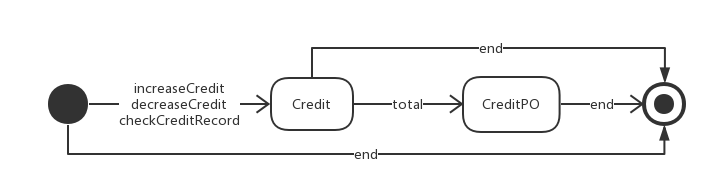 end
increaseCredit
decreaseCredit
checkCreditRecord
Credit
total
CreditPO
end
end